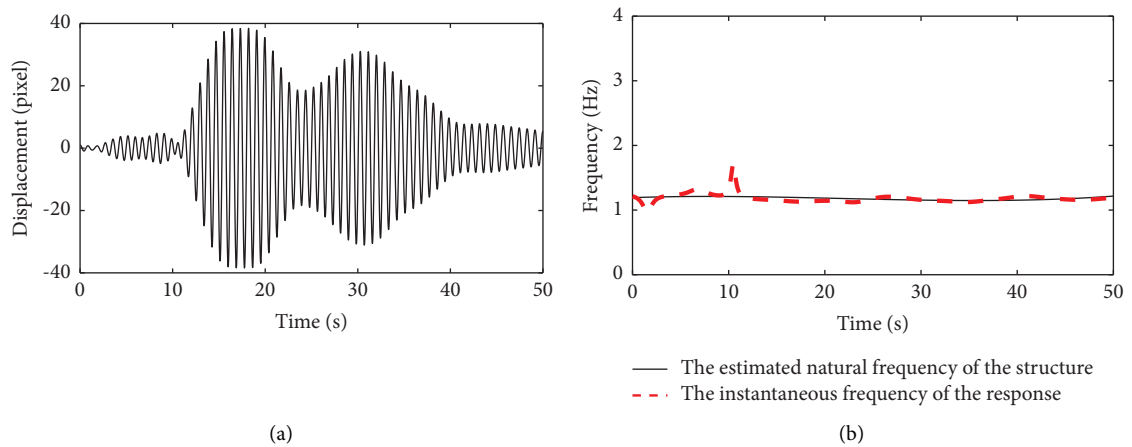 40
20
0
-20
-40
Displacement (pixel)
0 10 20 30 40 50
Time (s)
(a)
4
3
2
1
0
Frequency (Hz)
0 10 20 30 40 50
Time (s)
The estimated natural frequency of the structure
The instantaneous frequency of the response
(b)